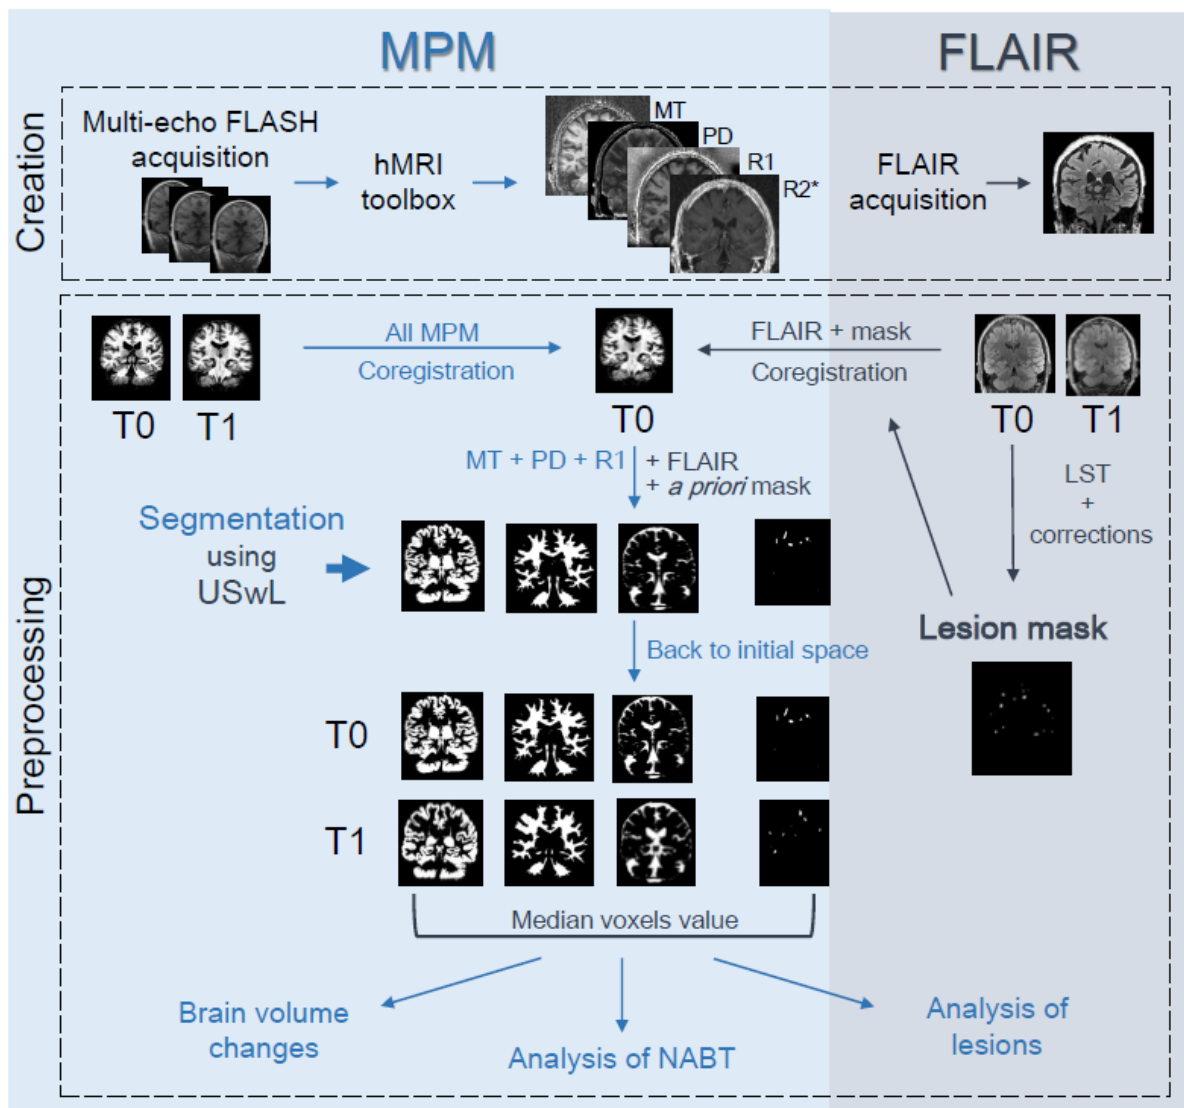 MPM
FLAIR
Creation
Multi-echo FLASH
acquisition
hMRI
toolbox
MT
PD
R1
R2*
FLAIR
acquisition
Preprocessing
T0
T1
All MPM
Coregistration
T0
FLAIR + mask
Coregistration
T0
T1
MT + PD + R1
+ FLAIR
+ a priori mask
LST
+
corrections
Segmentation
using
USwL
Lesion mask
Back to initial space
T0
T1
Median voxels value
Brain volume
changes
Analysis of NABT
Analysis of
lesions